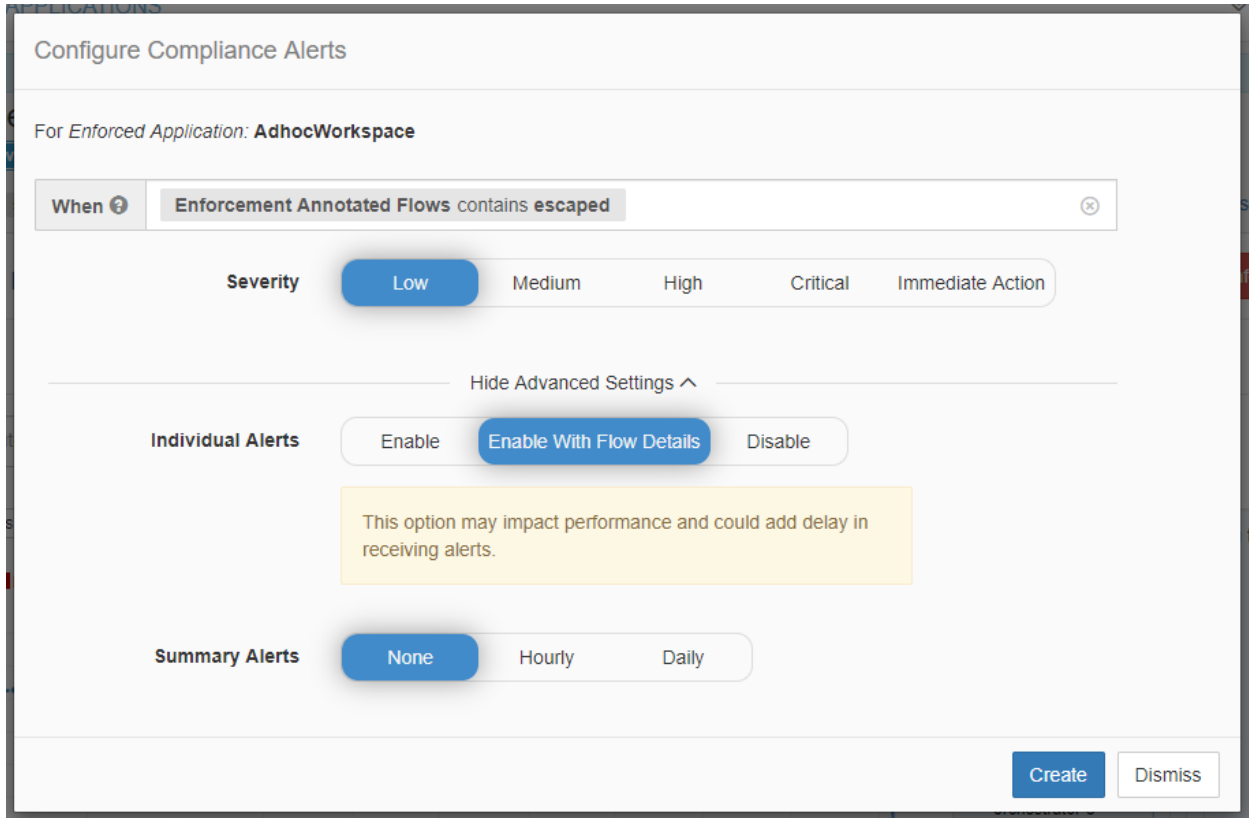 APPLICATIONS
Configure Compliance Alerts
For Enforced Application: AdhocWorkspace
When Enforcement Annotated Flows contains escaped
Severity Low Medium High Critical Immediate Action
Hide Advanced Settings
Individual Alerts Enable Enable With Flow Details Disable
This option may impact performance and could add delay in
receiving alerts.
Summary Alerts None Hourly Daily
Create Dismiss